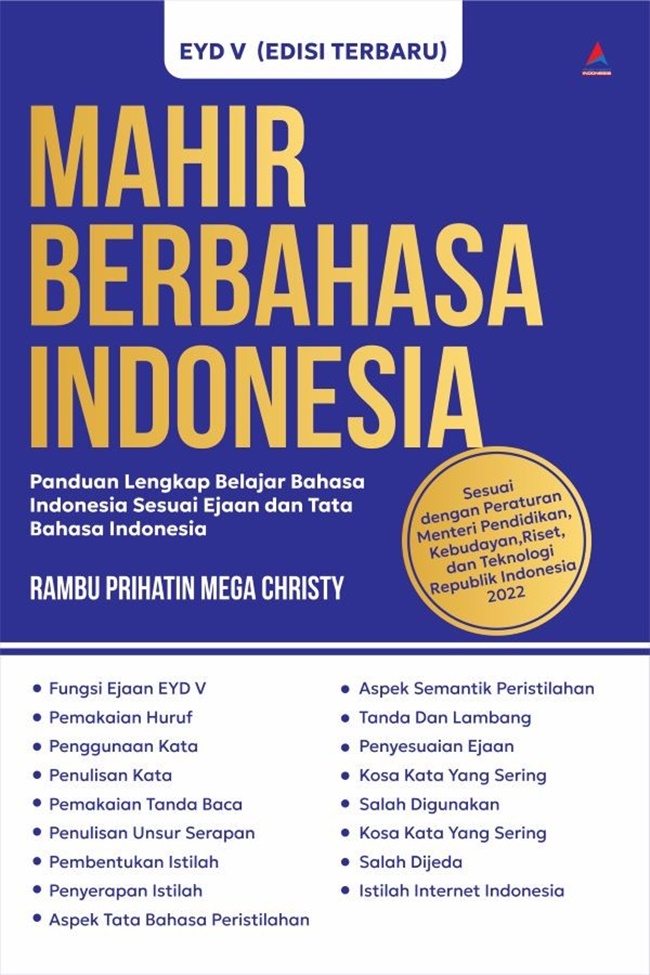 EYD V (EDISI TERBARU)
INDONESIA
MAHIR
BERBAHASA
INDONESIA
Panduan Lengkap Belajar Bahasa
Indonesia Sesuai Ejaan dan Tata
Bahasa Indonesia
RAMBU PRIHATIN MEGA CHRISTY
Sesuai
dengan Peraturan
Menteri Pendidikan,
Kebudayaan,Riset,
dan Teknologi
Republik Indonesia
2022
• Fungsi Ejaan EYD V
• Pemakaian Huruf
• Penggunaan Kata
• Penulisan Kata
• Pemakaian Tanda Baca
• Penulisan Unsur Serapan
• Pembentukan Istilah
• Penyerapan Istilah
• Aspek Tata Bahasa Peristilahan
• Aspek Semantik Peristilahan
• Tanda Dan Lambang
• Penyesuaian Ejaan
• Kosa Kata Yang Sering
• Salah Digunakan
• Kosa Kata Yang Sering
• Salah Dijeda
• Istilah Internet Indonesia